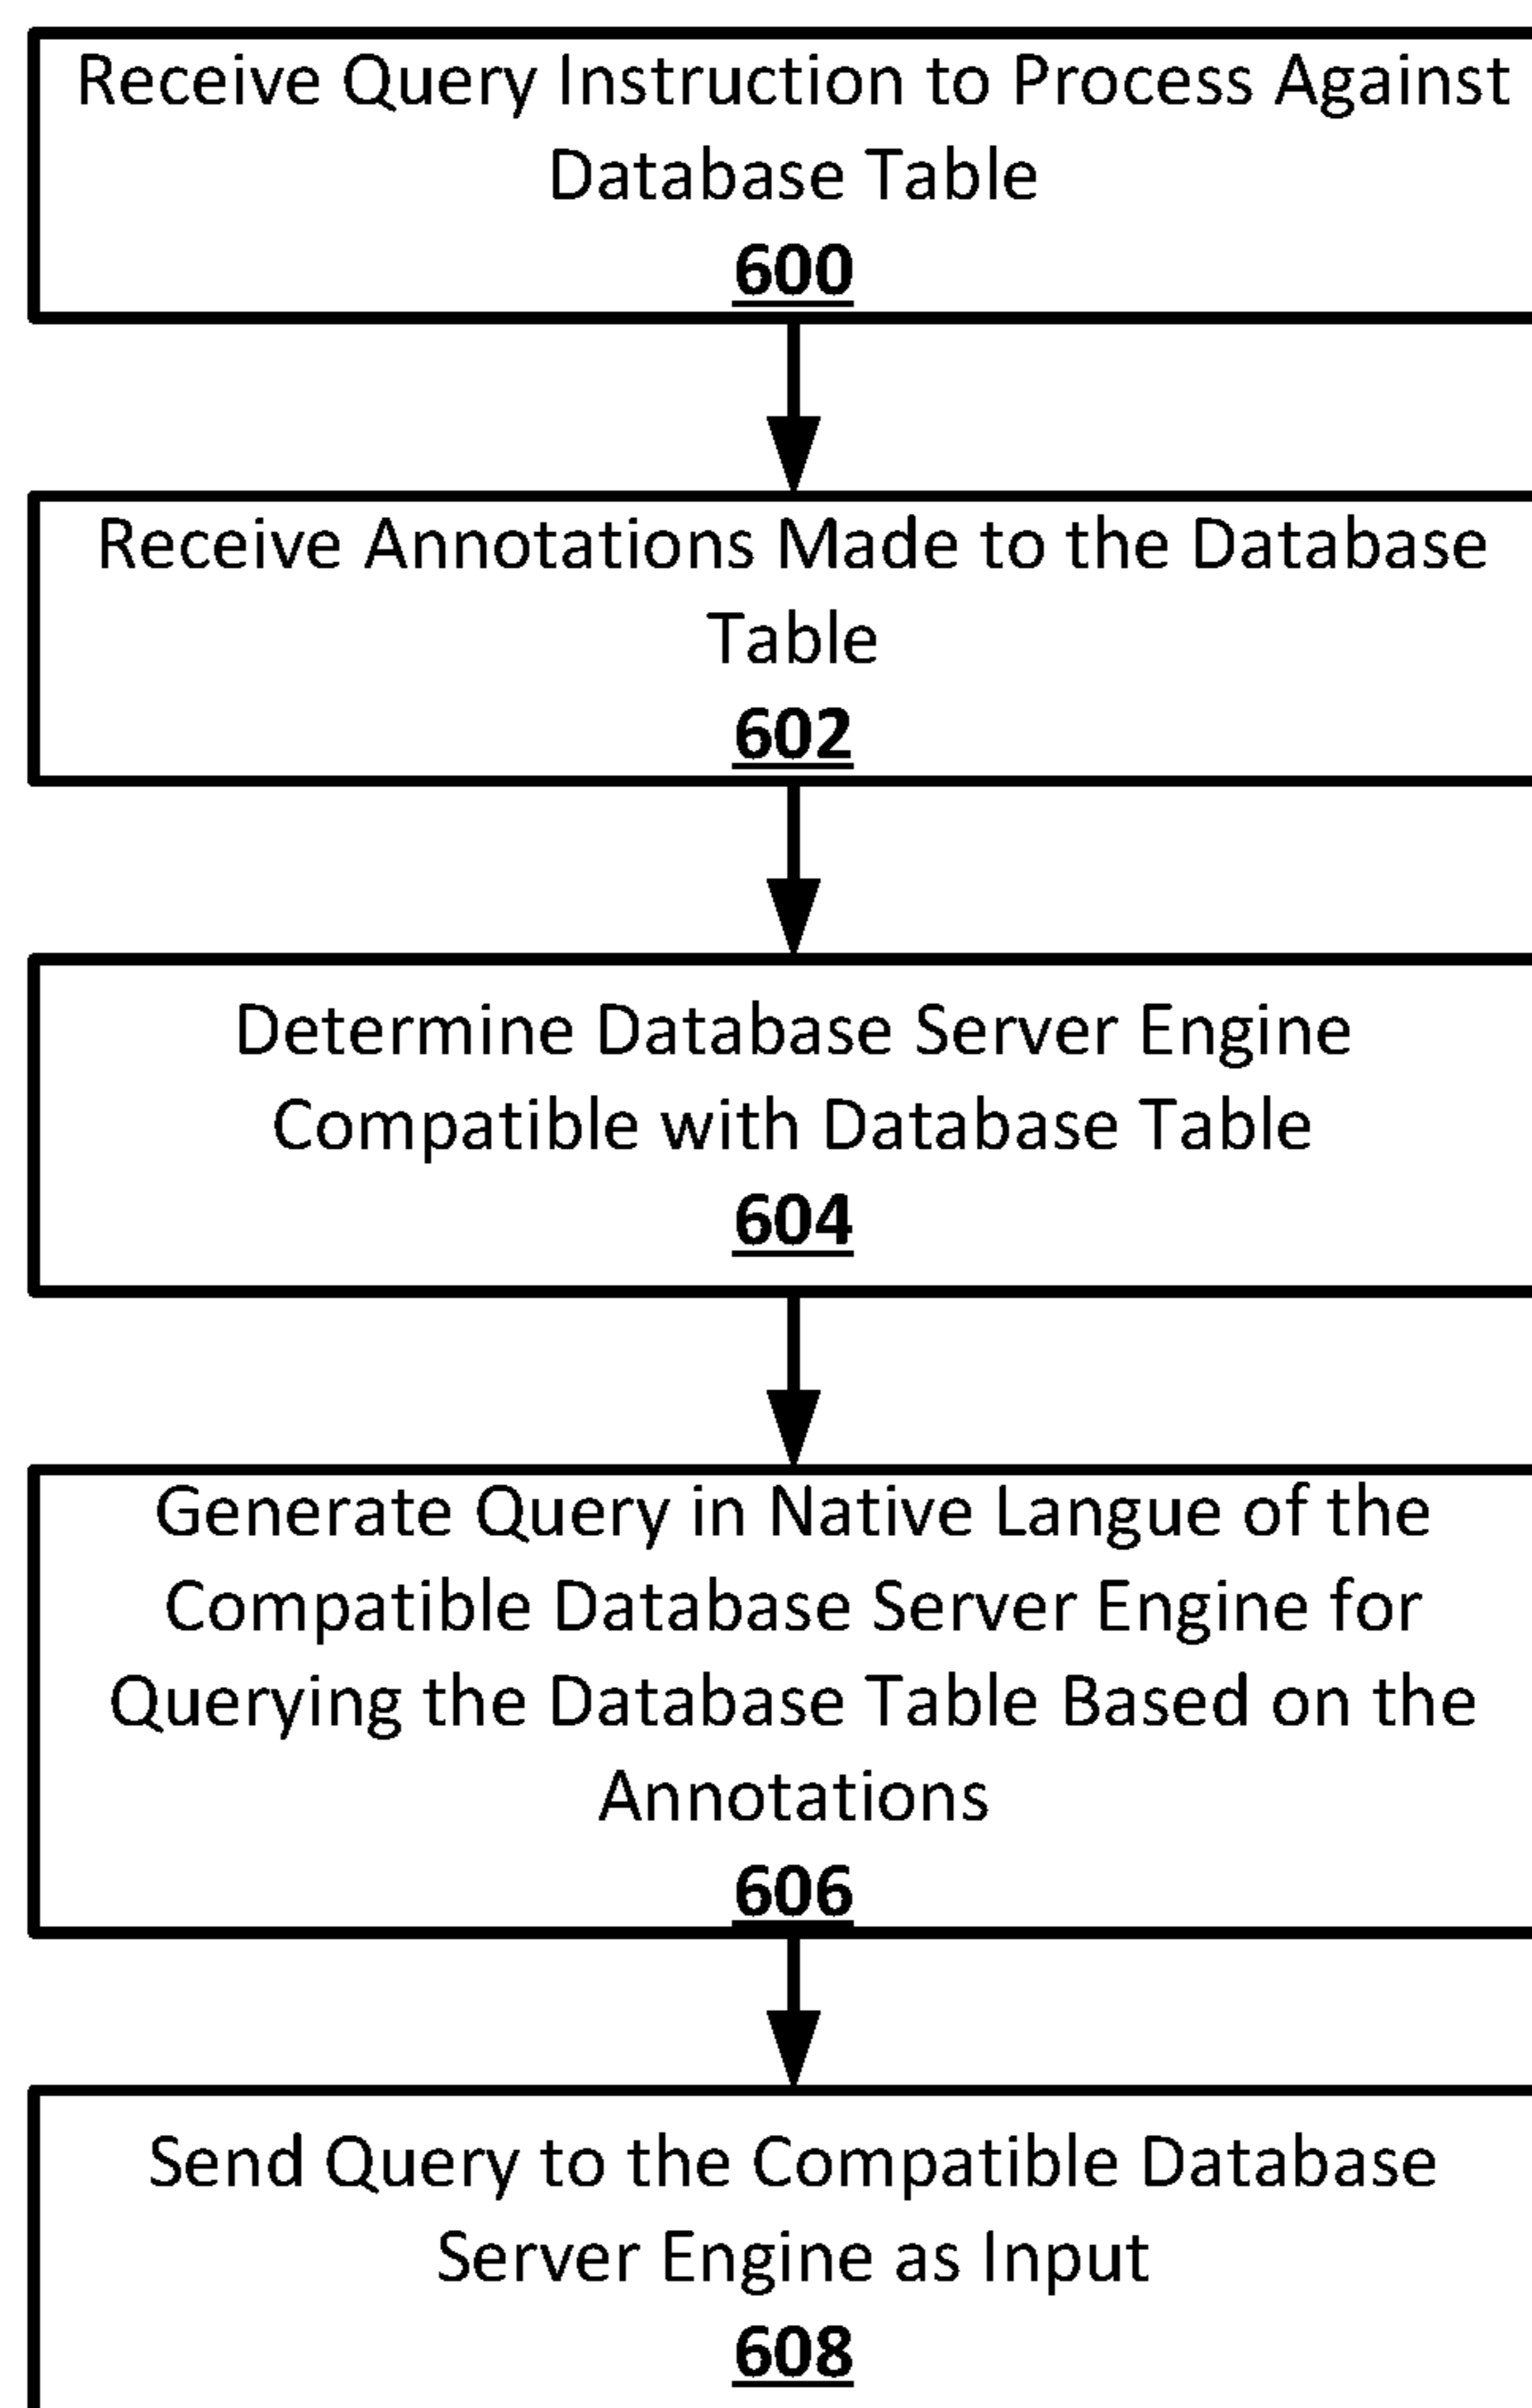 Receive Query Instruction to Process Against
Database Table
600
Receive Annotations Made to the Database
Table
602
Determine Database Server Engine
Compatible with Database Table
604
Generate Query in Native Langue of the
Compatible Database Server Engine for
Querying the Database Table Based on the
Annotations
606
Send Query to the Compatible Database
Server Engine as Input
608